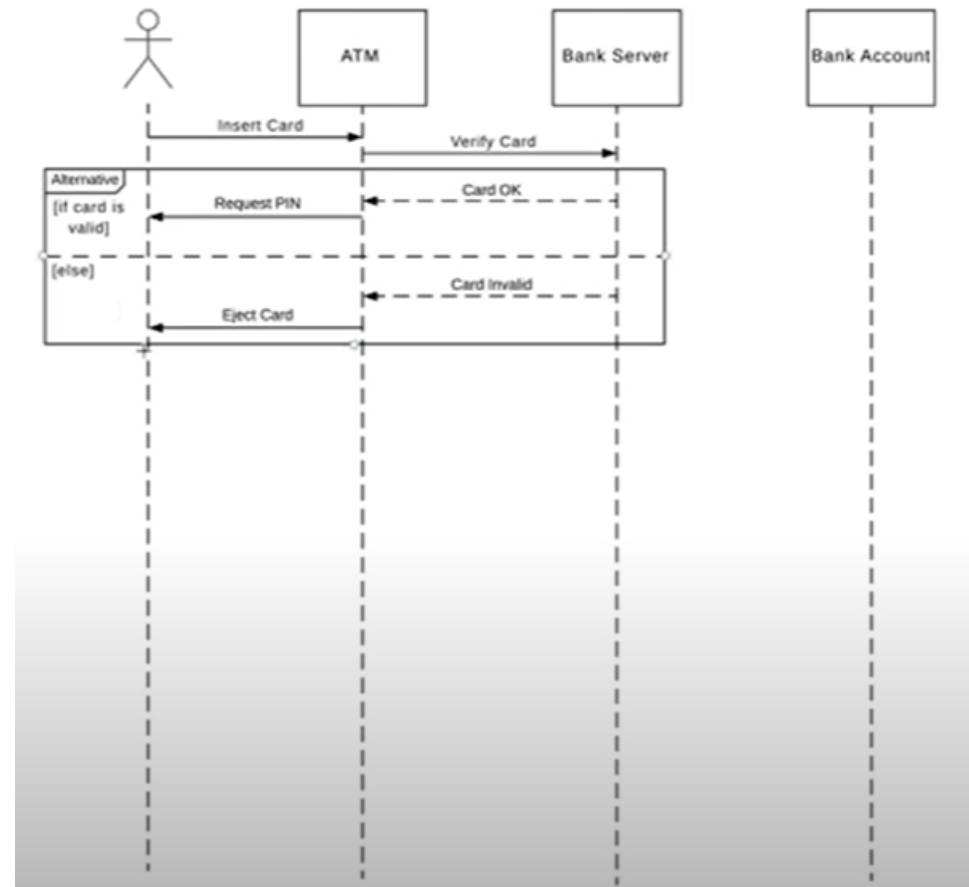 ATM
Bank Server
Bank Account
Insert Card
Verify Card
Alternative
Card OK
[if card is
valid]
Request PIN
[else]
Card Invalid
Eject Card